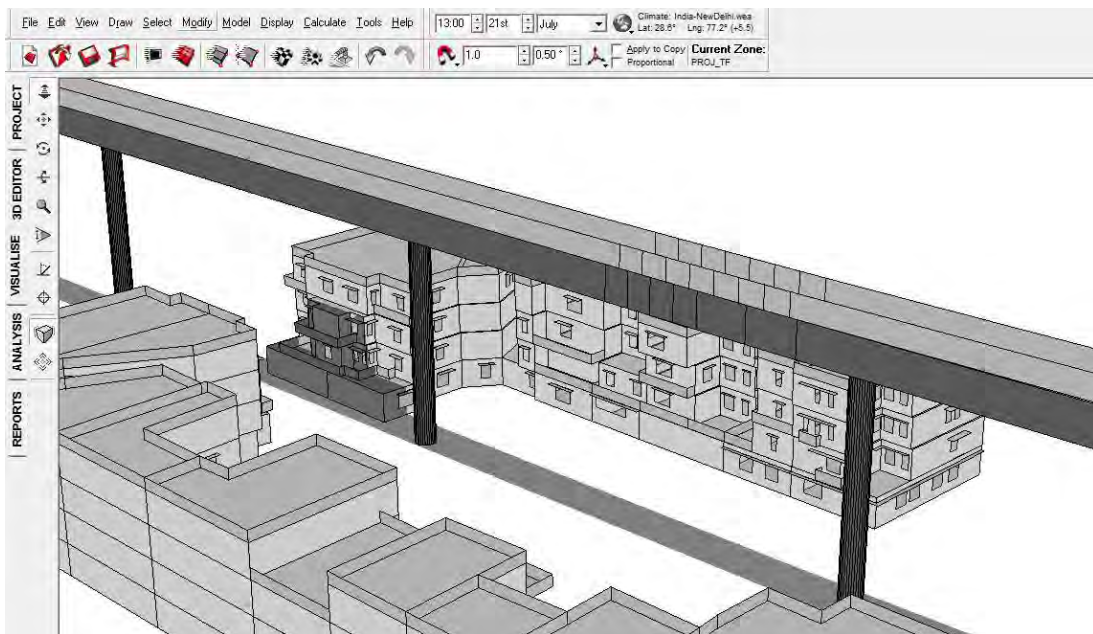 File Edit View Draw Select Modify Model Display Calculate Tools Help
13:00 21st July
Climate: India-NewDelhi.wea
Lat: 28.6° Lng: 77.2° (+5.5)
1.0 0.50 °
Apply to Copy
Proportional
Current Zone:
PROJ_TF
PROJECT
3D EDITOR
VISUALISE
ANALYSIS
REPORTS